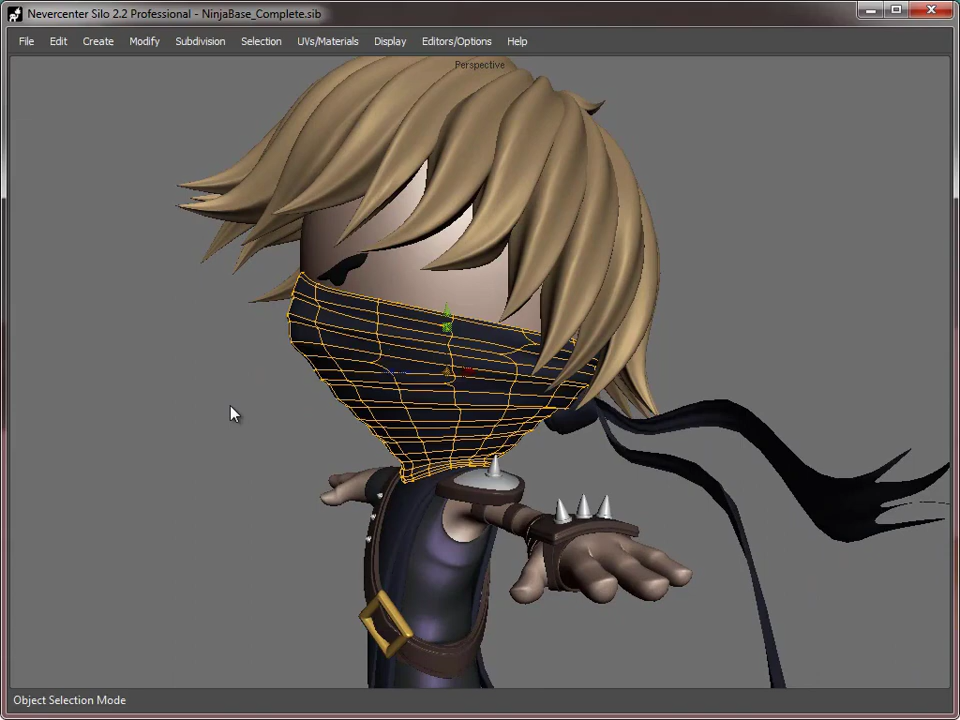 Nevercenter Silo 2.2 Professional - NinjaBase_Complete.sib
File Edit Create Modify Subdivision Selection UVs/Materials Display Editors/Options Help
Perspective
Object Selection Mode